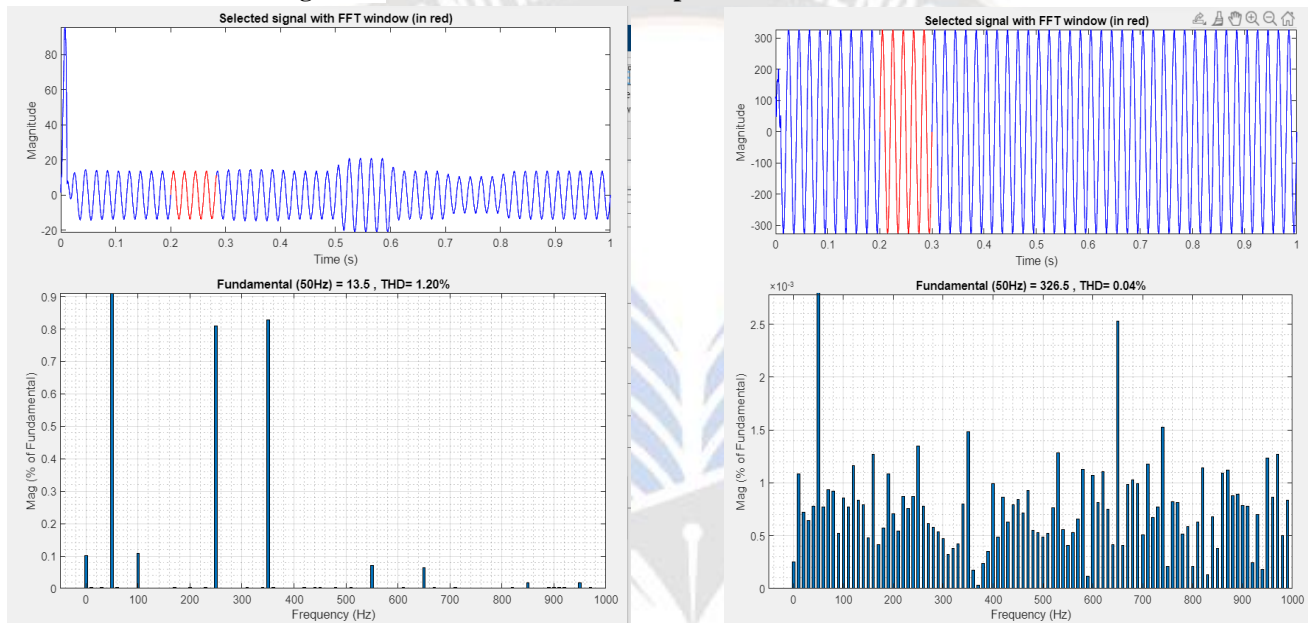 Selected signal with FFT window (in red)
80
60
40
20
0
-20
Magnitude
0 0.1 0.2 0.3 0.4 0.5 0.6 0.7 0.8 0.9 1
Time (s)
Fundamental (50Hz) = 13.5 , THD= 1.20%
0.9
0.8
0.7
0.6
0.5
0.4
0.3
0.2
0.1
0
Mag (% of Fundamental)
0 100 200 300 400 500 600 700 800 900 1000
Frequency (Hz)
Selected signal with FFT window (in red)
300
200
100
0
-100
-200
-300
Magnitude
0 0.1 0.2 0.3 0.4 0.5 0.6 0.7 0.8 0.9 1
Time (s)
Fundamental (50Hz) = 326.5 , THD= 0.04%
×10⁻³
2.5
2
1.5
1
0.5
0
Mag (% of Fundamental)
0 100 200 300 400 500 600 700 800 900 1000
Frequency (Hz)